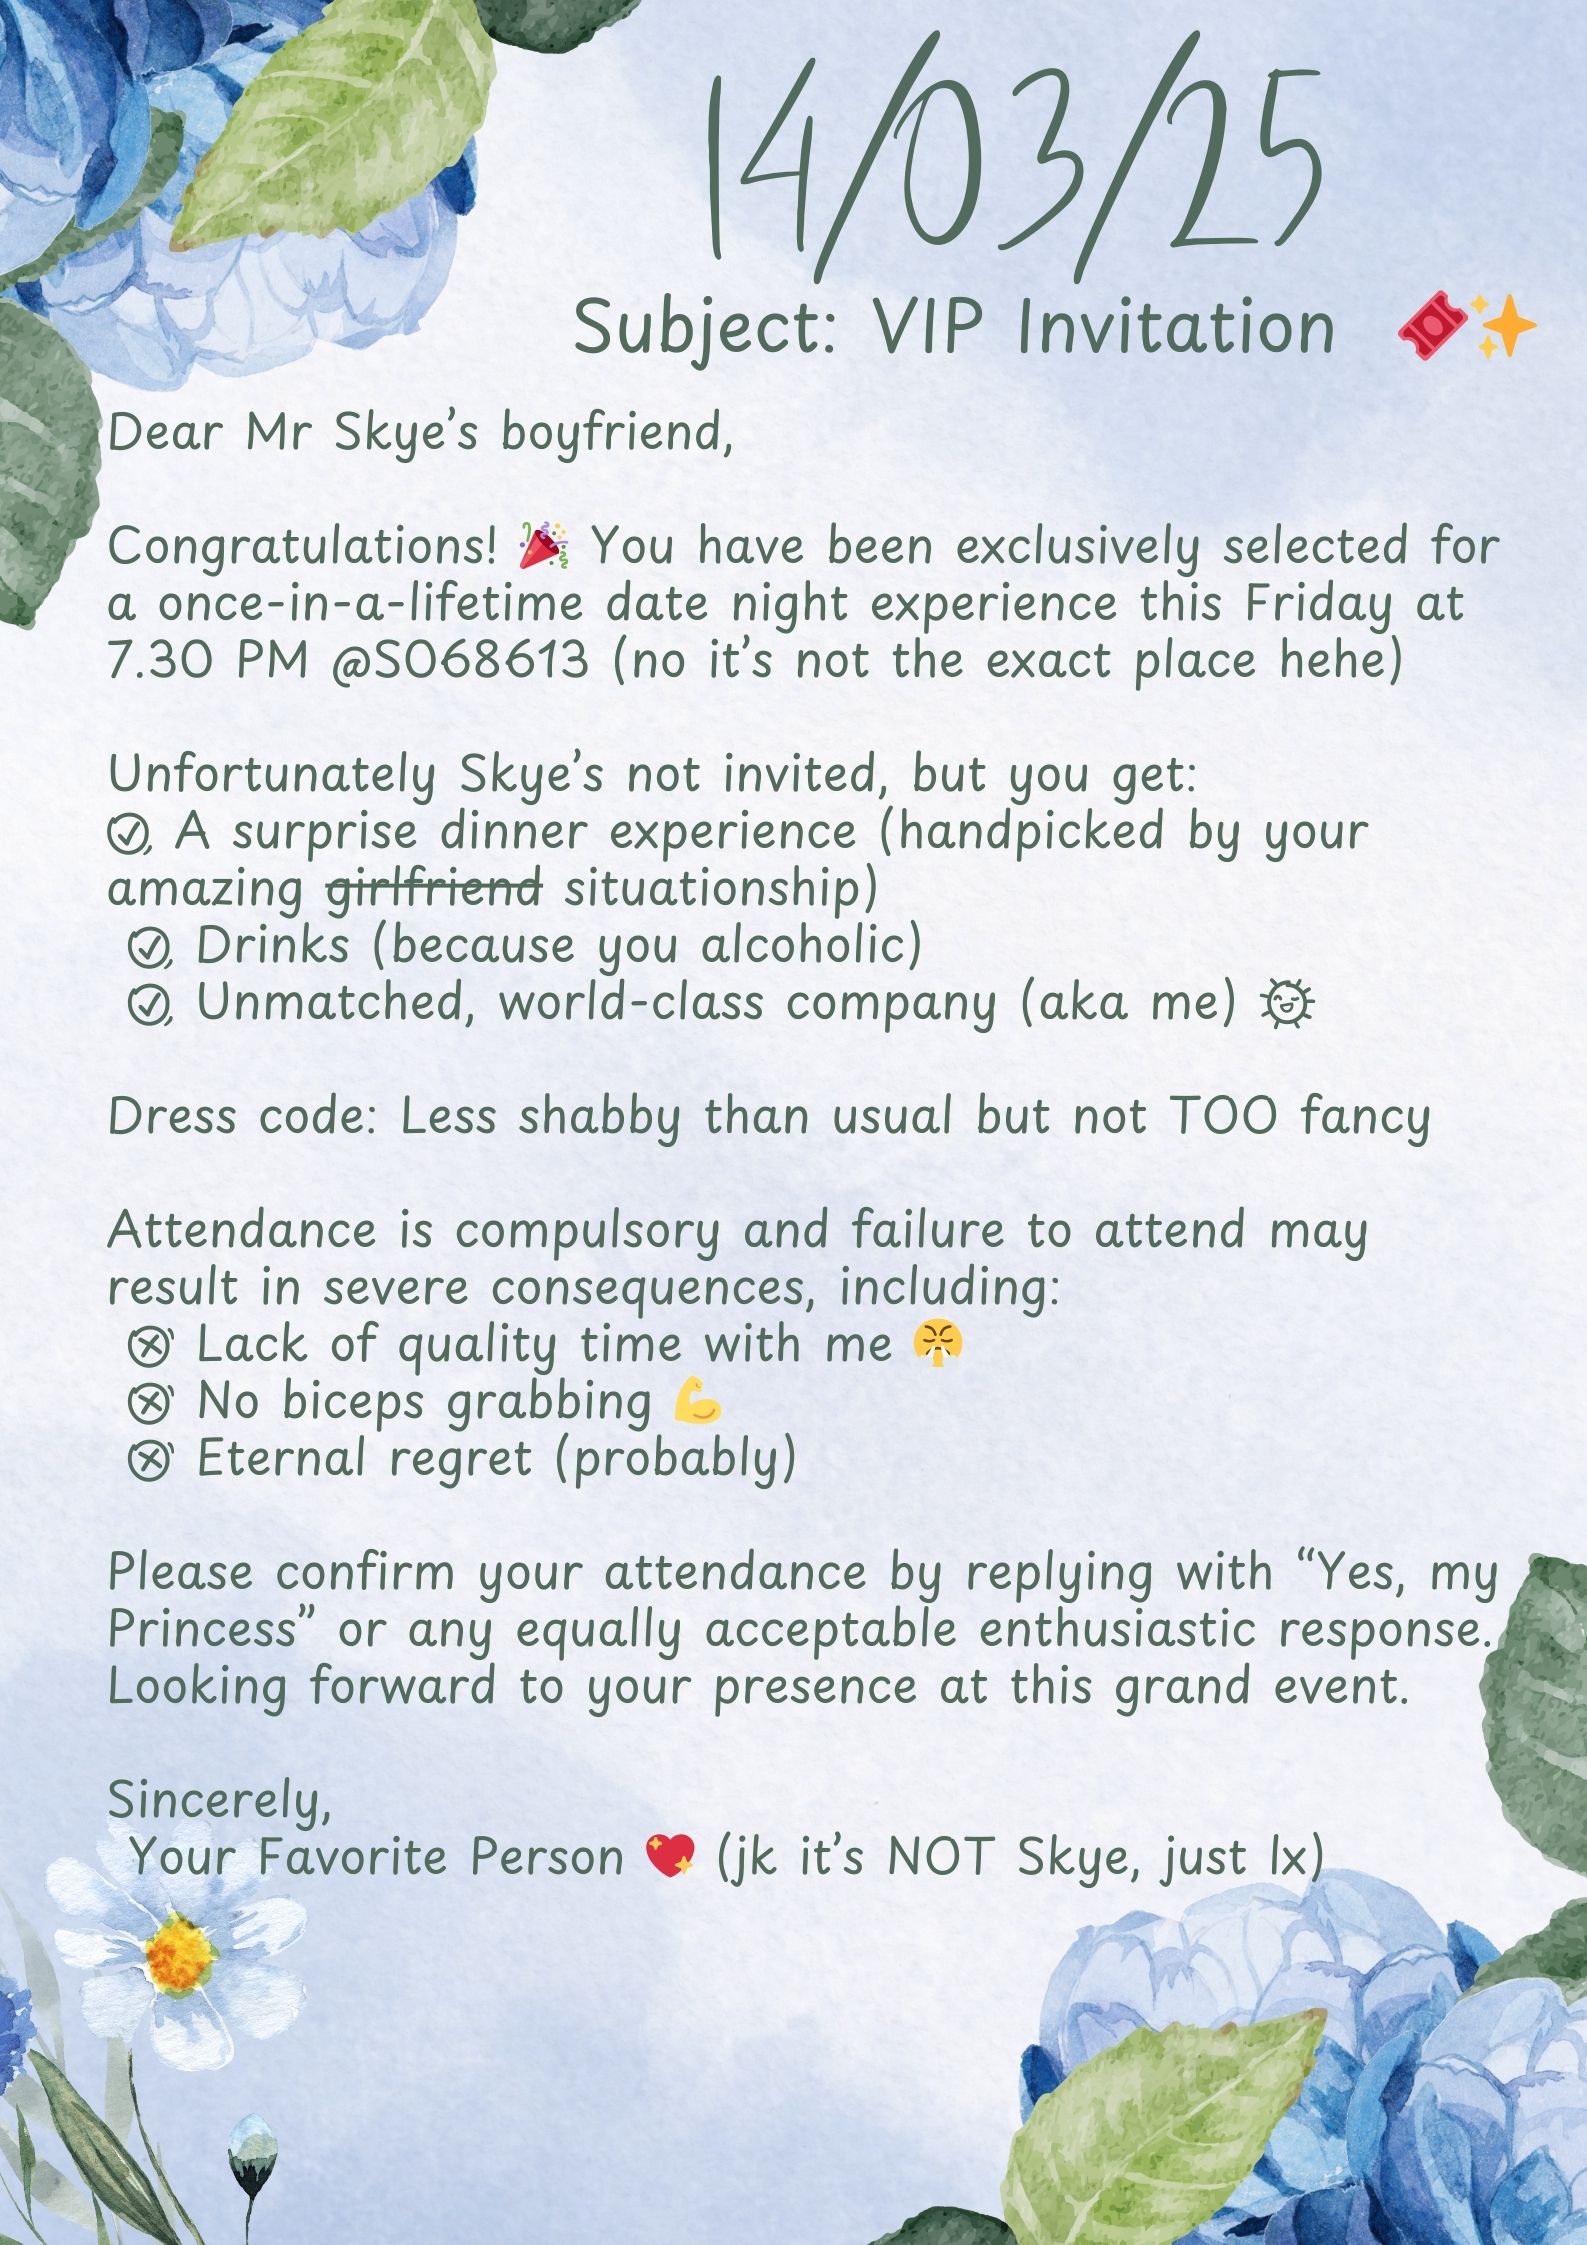 14/03/25
Subject: VIP Invitation 🎟️✨
Dear Mr Skye’s boyfriend,
Congratulations! 🎉 You have been exclusively selected for
a once-in-a-lifetime date night experience this Friday at
7.30 PM @S068613 (no it’s not the exact place hehe)
Unfortunately Skye’s not invited, but you get:
A surprise dinner experience (handpicked by your
amazing girlfriend situationship)
Drinks (because you alcoholic)
Unmatched, world-class company (aka me)
Dress code: Less shabby than usual but not TOO fancy
Attendance is compulsory and failure to attend may
result in severe consequences, including:
Lack of quality time with me 😤
No biceps grabbing 💪
Eternal regret (probably)
Please confirm your attendance by replying with “Yes, my
Princess” or any equally acceptable enthusiastic response.
Looking forward to your presence at this grand event.
Sincerely,
Your Favorite Person 💖 (jk it’s NOT Skye, just lx)